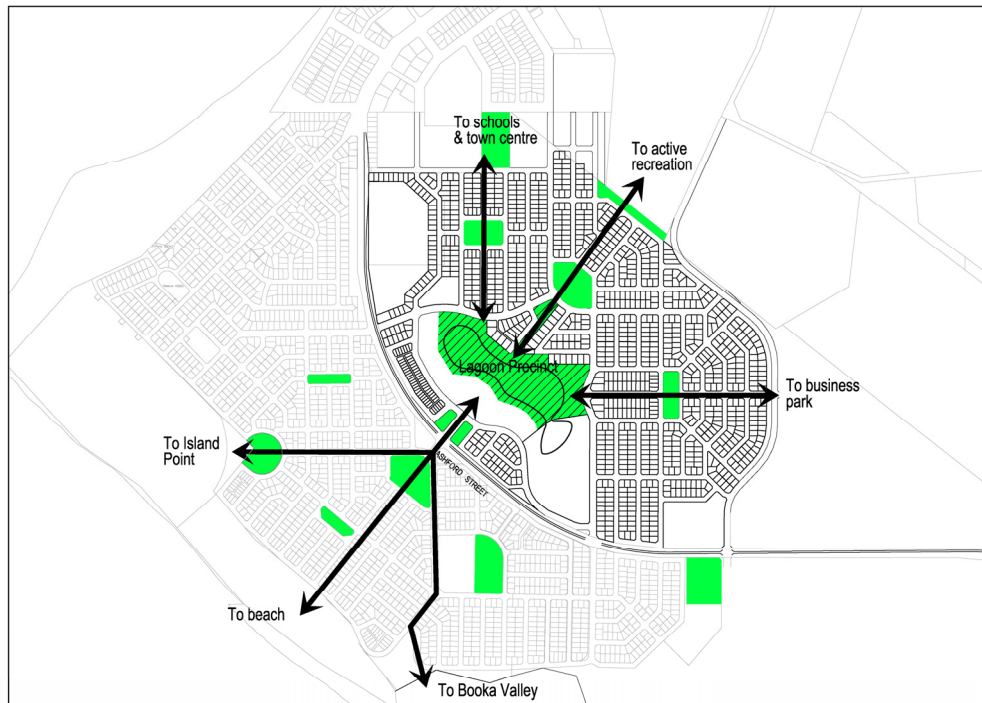 To schools
& town centre
To active
recreation
Lagoon Precinct
To business
park
To Island
Point
ASHFORD STREET
To beach
To Booka Valley